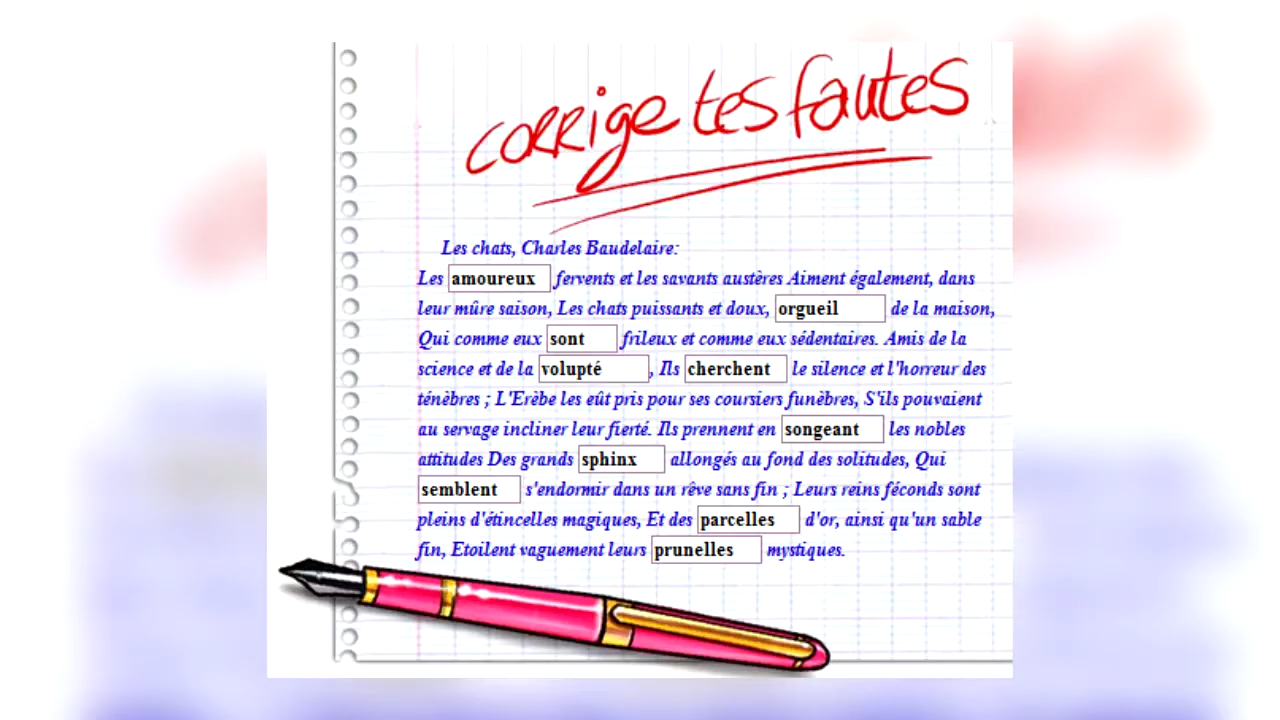 corrige tes fautes
Les chats, Charles Baudelaire:
Les amoureux fervents et les savants austères Aiment également, dans
leur mûre saison, Les chats puissants et doux, orgueil de la maison,
Qui comme eux sont frileux et comme eux sédentaires. Amis de la
science et de la volupté , Ils cherchent le silence et l'horreur des
ténèbres ; L'Erèbe les eût pris pour ses coursiers funèbres, S'ils pouvaient
au servage incliner leur fierté. Ils prennent en songeant les nobles
attitudes Des grands sphinx allongés au fond des solitudes, Qui
semblent s'endormir dans un rêve sans fin ; Leurs reins féconds sont
pleins d'étincelles magiques, Et des parcelles d'or, ainsi qu'un sable
fin, Etoilent vaguement leurs prunelles mystiques.